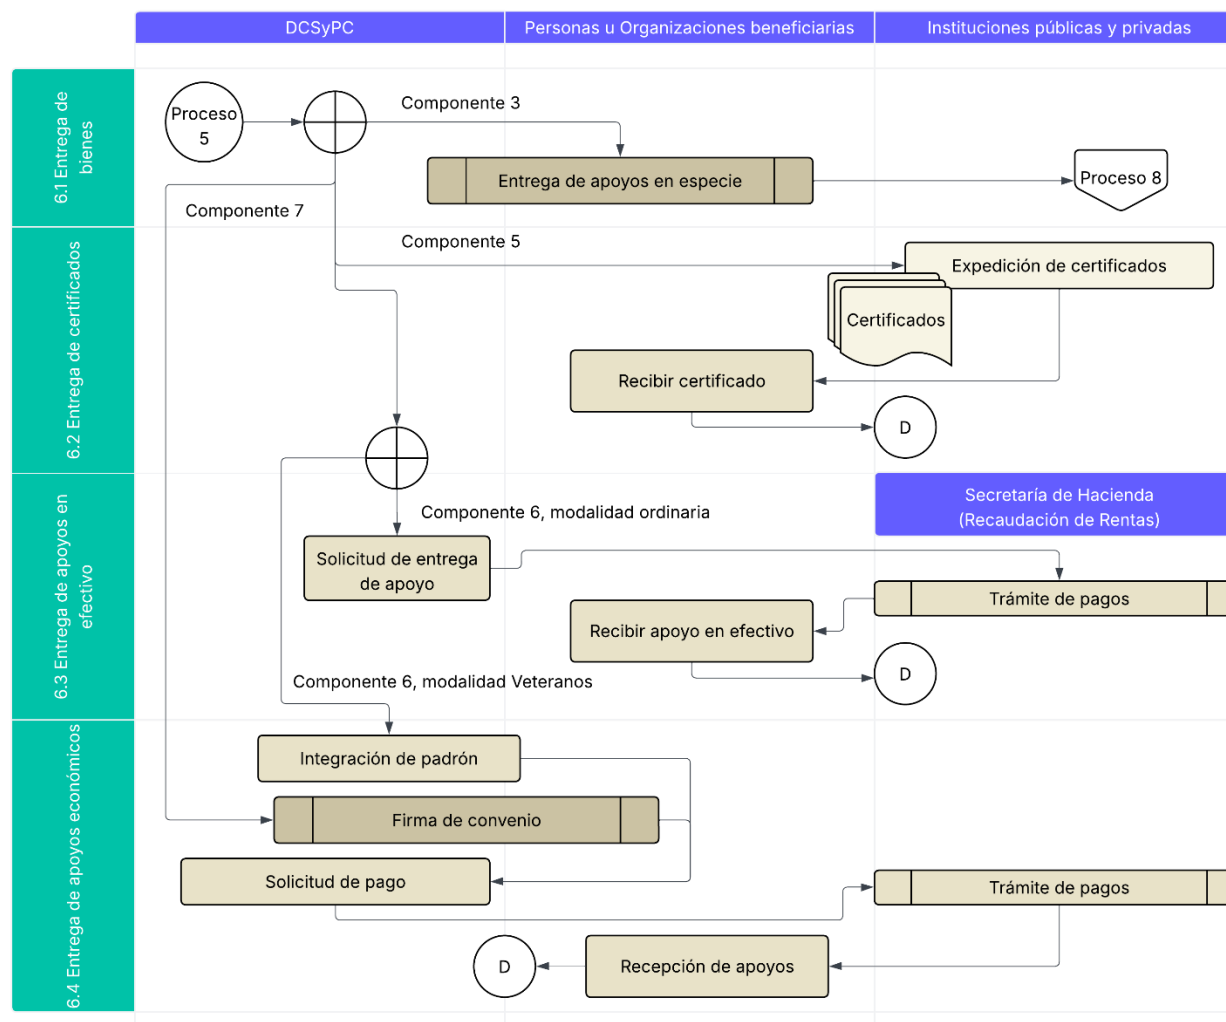 DCSyPC
Personas u Organizaciones beneficiarias
Instituciones públicas y privadas
6.1 Entrega de
bienes
Proceso
5
Componente 3
Entrega de apoyos en especie
Proceso 8
Componente 7
6.2 Entrega de certificados
Componente 5
Expedición de certificados
Certificados
Recibir certificado
D
6.3 Entrega de apoyos en
efectivo
Secretaría de Hacienda
(Recaudación de Rentas)
Componente 6, modalidad ordinaria
Solicitud de entrega
de apoyo
Trámite de pagos
Recibir apoyo en efectivo
D
Componente 6, modalidad Veteranos
6.4 Entrega de apoyos económicos
Integración de padrón
Firma de convenio
Solicitud de pago
Trámite de pagos
D
Recepción de apoyos